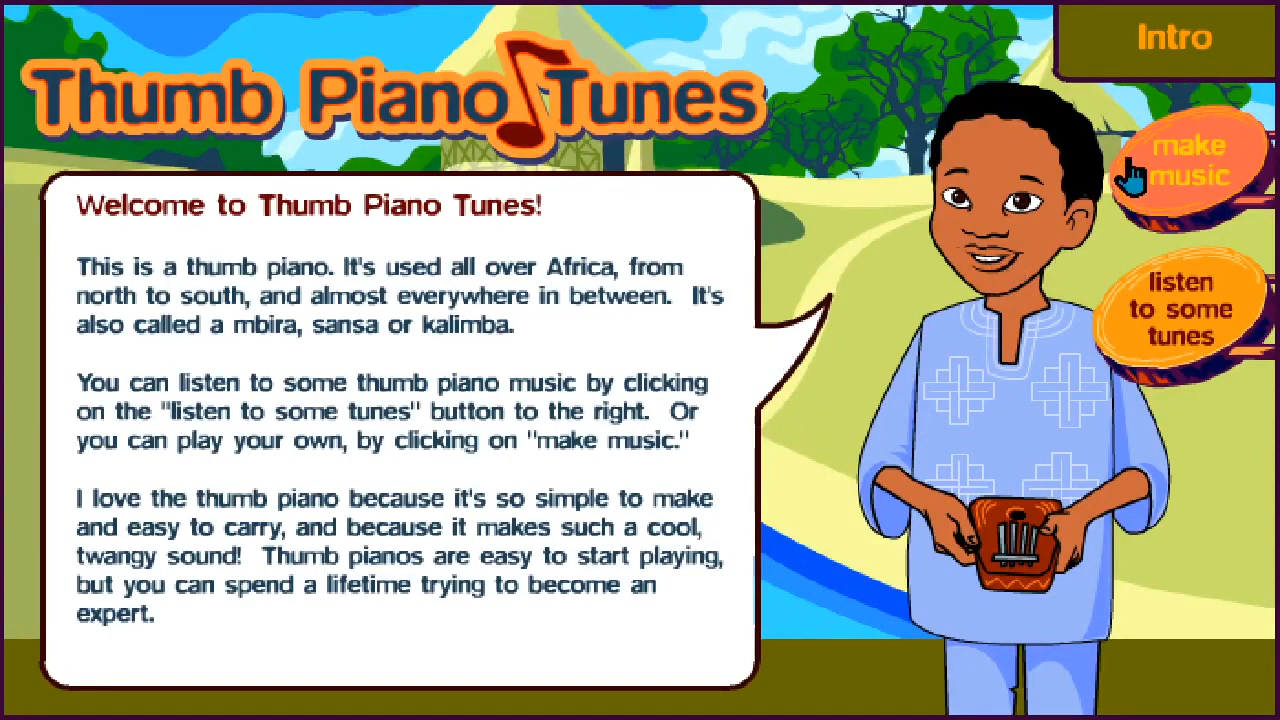 Thumb Piano Tunes
Intro
make
music
listen
to some
tunes
Welcome to Thumb Piano Tunes!
This is a thumb piano. It's used all over Africa, from
north to south, and almost everywhere in between. It's
also called a mbira, sansa or kalimba.
You can listen to some thumb piano music by clicking
on the "listen to some tunes" button to the right. Or
you can play your own, by clicking on "make music."
I love the thumb piano because it's so simple to make
and easy to carry, and because it makes such a cool,
twangy sound! Thumb pianos are easy to start playing,
but you can spend a lifetime trying to become an
expert.